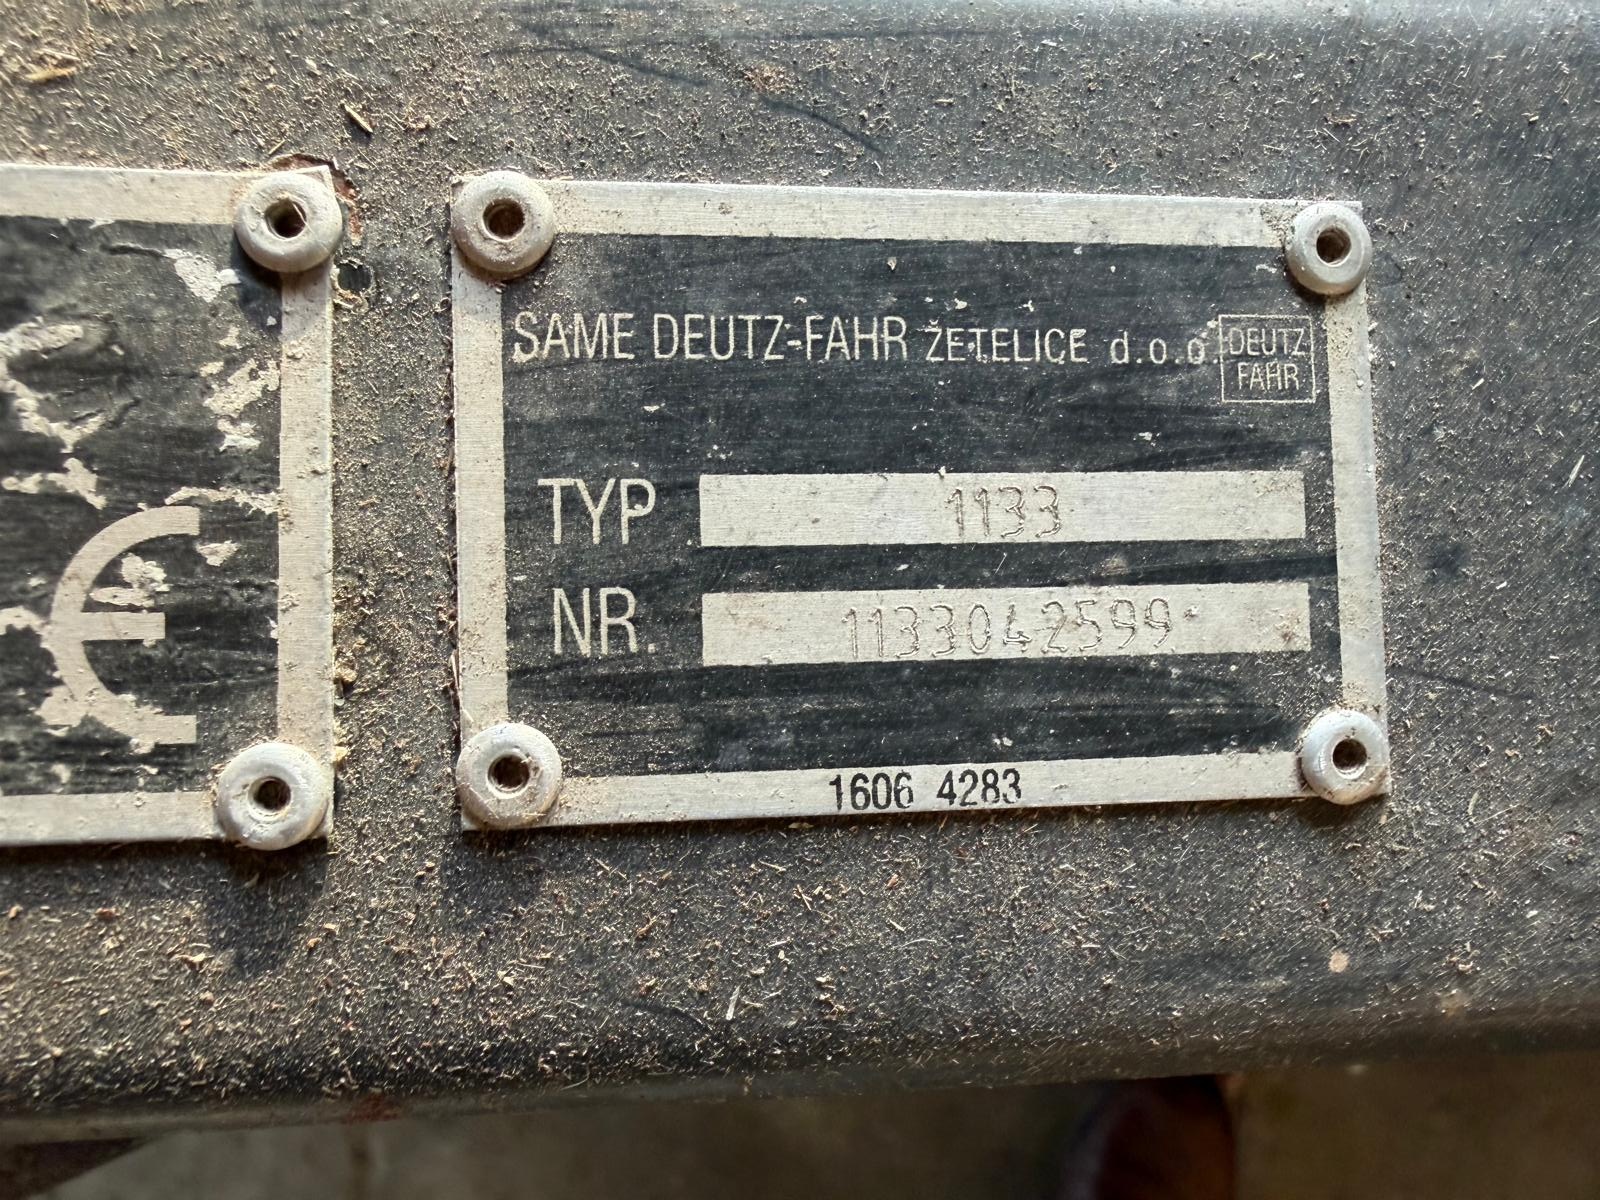 SAME DEUTZ-FAHR ŽETELICE d.o.o.
DEUTZ
FAHR
TYP 1133
NR. 1133042599
1606 4283